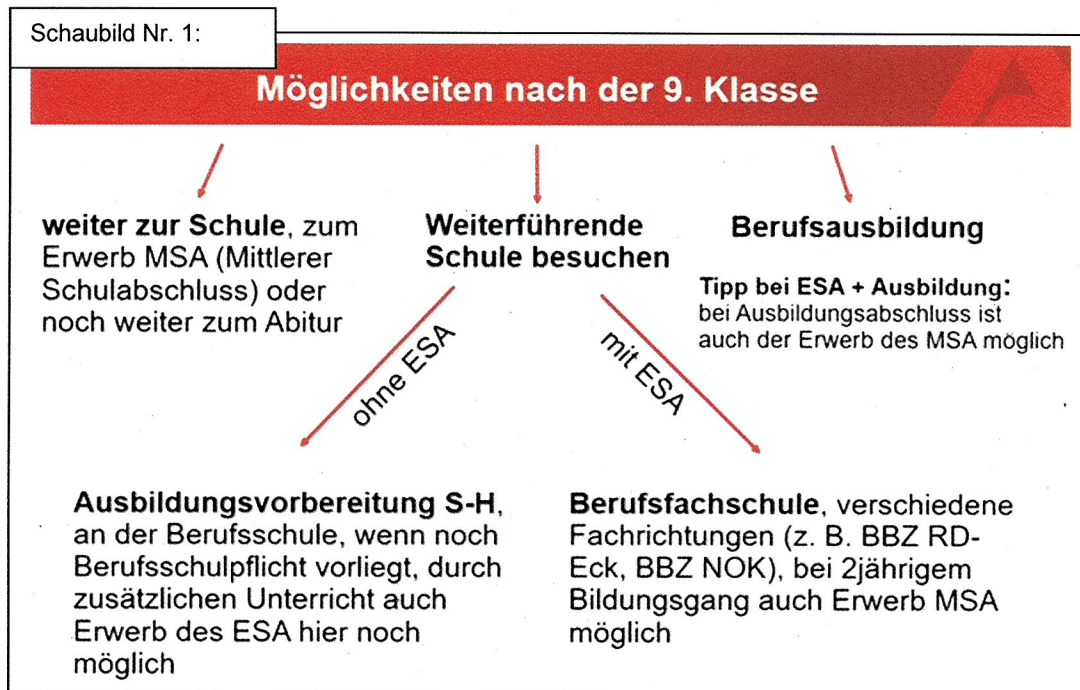 Schaubild Nr. 1:
Möglichkeiten nach der 9. Klasse
weiter zur Schule, zum
Erwerb MSA (Mittlerer
Schulabschluss) oder
noch weiter zum Abitur
Weiterführende
Schule besuchen
Berufsausbildung
Tipp bei ESA + Ausbildung:
bei Ausbildungsabschluss ist
auch der Erwerb des MSA möglich
ohne ESA
mit ESA
Ausbildungsvorbereitung S-H,
an der Berufsschule, wenn noch
Berufsschulpflicht vorliegt, durch
zusätzlichen Unterricht auch
Erwerb des ESA hier noch
möglich
Berufsfachschule, verschiedene
Fachrichtungen (z. B. BBZ RD-
Eck, BBZ NOK), bei 2jährigem
Bildungsgang auch Erwerb MSA
möglich